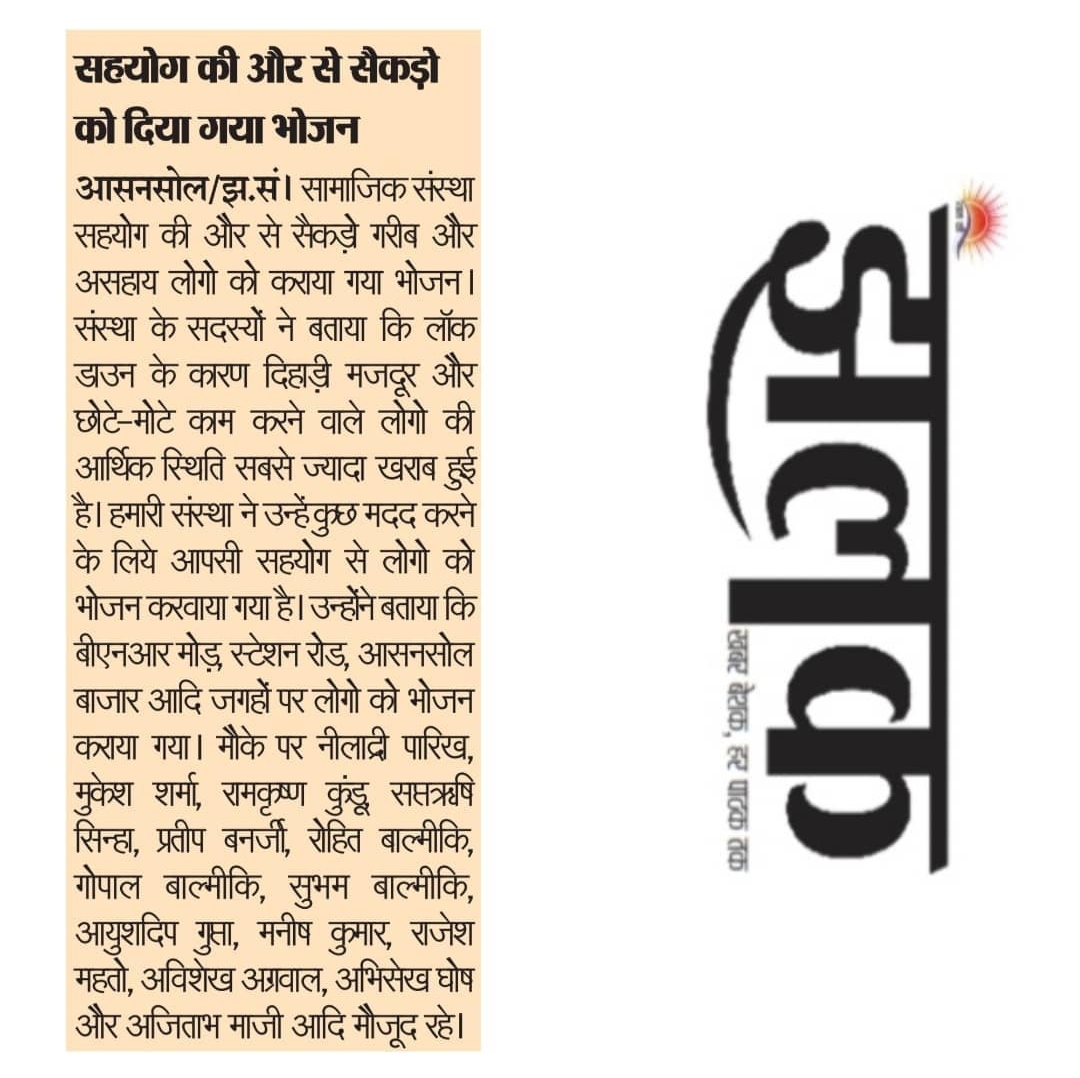 सहयोग की और से सैकड़ो
को दिया गया भोजन
आसनसोल/झ.सं। सामाजिक संस्था
सहयोग की और से सैकड़े गरीब और
असहाय लोगो को कराया गया भोजन।
संस्था के सदस्यों ने बताया कि लॉक
डाउन के कारण दिहाड़ी मजदूर और
छोटे-मोटे काम करने वाले लोगो की
आर्थिक स्थिति सबसे ज्यादा खराब हुई
है। हमारी संस्था ने उन्हें कुछ मदद करने
के लिये आपसी सहयोग से लोगो को
भोजन करवाया गया है। उन्होंने बताया कि
बीएनआर मोड़, स्टेशन रोड, आसनसोल
बाजार आदि जगहों पर लोगो को भोजन
कराया गया। मौके पर नीलाद्री पारिख,
मुकेश शर्मा, रामकृष्ण कुंडू, सप्तऋषि
सिन्हा, प्रतीप बनर्जी, रोहित बाल्मीकि,
गोपाल बाल्मीकि, सुभम बाल्मीकि,
आयुशदिप गुप्ता, मनीष कुमार, राजेश
महतो, अविशेख अग्रवाल, अभिसेख घोष
और अजिताभ माजी आदि मौजूद रहे।
झलक
खबर बेशक, हर पाठक तक